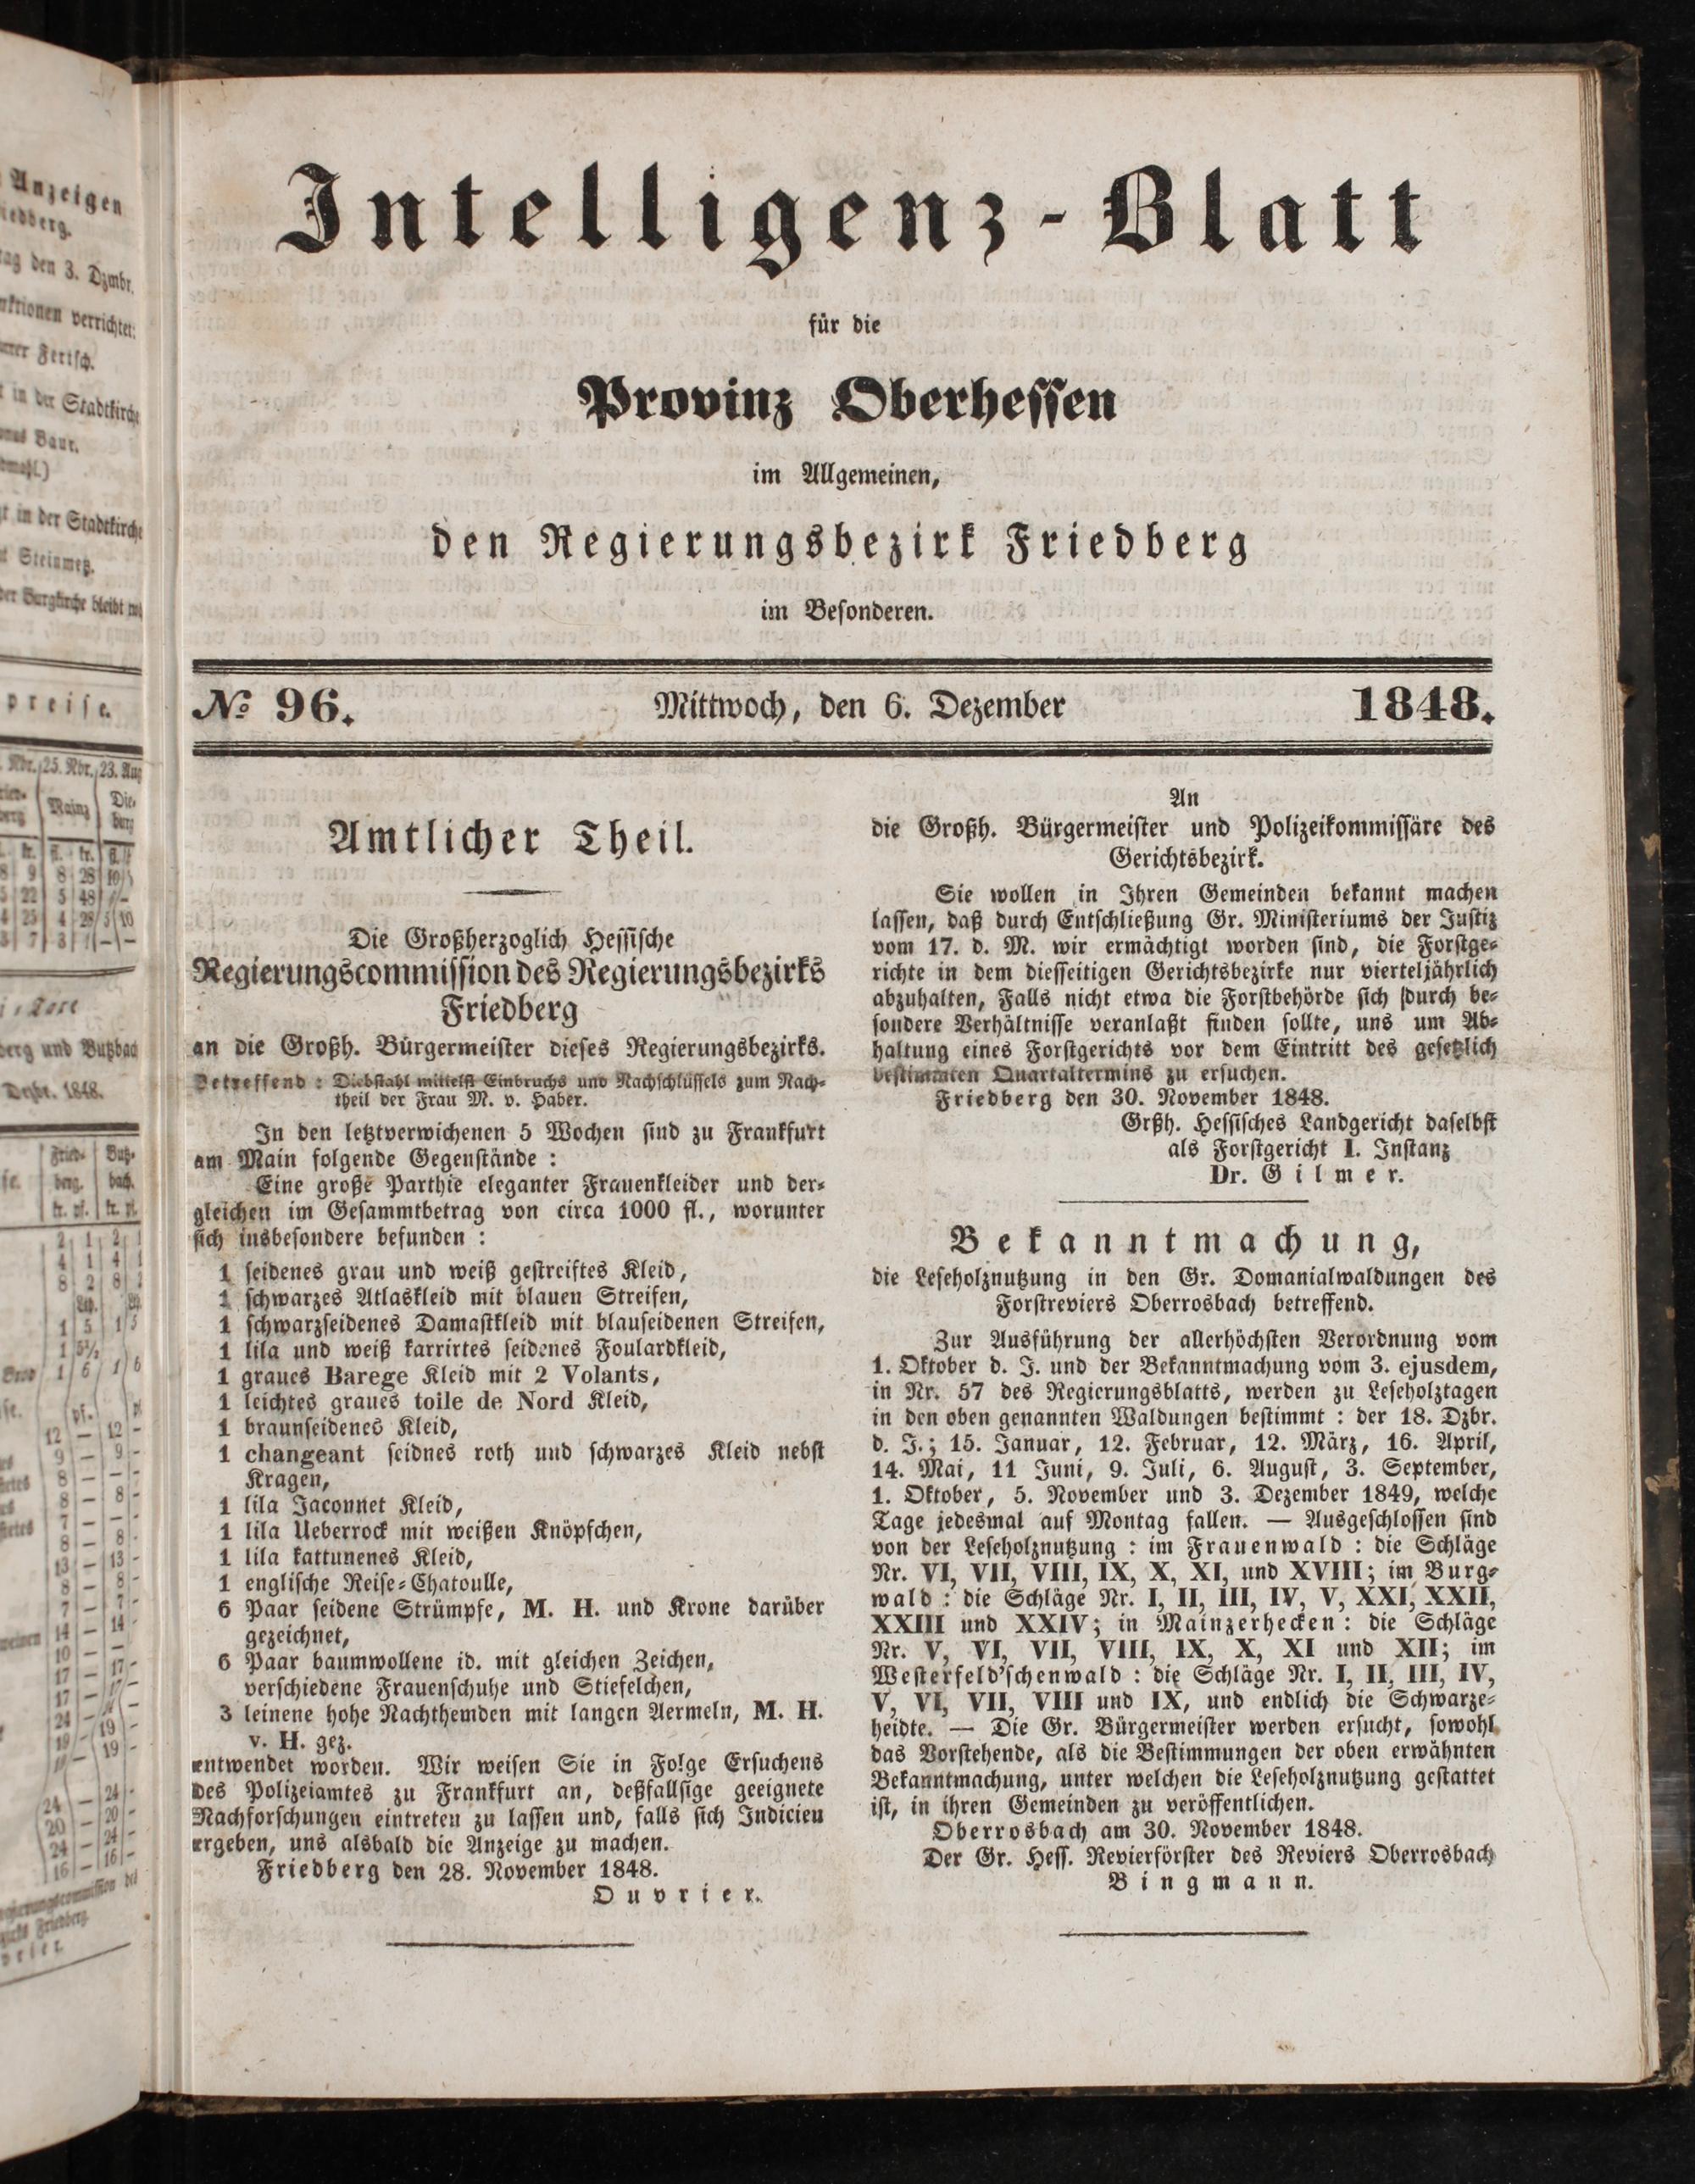 Anzeigen
den 3. Dzmbr.
verrichtet:
in der Stadtkirche
Baur.
in der Stadtkirche
Steinmetz.
der Burgkirche bleibt
preise.
Mainz
Intelligenz-Blatt
für die
Provinz Oberhessen
im Allgemeinen,
den Regierungsbezirk Friedberg
im Besonderen.
№ 96. Mittwoch, den 6. Dezember 1848.
Amtlicher Theil.
Die Großherzoglich Hessische
Regierungscommission des Regierungsbezirks
Friedberg
an die Großh. Bürgermeister dieses Regierungsbezirks.
Betreffend: Diebstahl mittelst Einbruchs und Nachschlüssels zum Nach-
theil der Frau M. v. Haber.
In den letztverwichenen 5 Wochen sind zu Frankfurt
am Main folgende Gegenstände:
Eine große Parthie eleganter Frauenkleider und der-
gleichen im Gesammtbetrag von circa 1000 fl., worunter
sich insbesondere befunden:
1 seidenes grau und weiß gestreiftes Kleid,
1 schwarzes Atlaskleid mit blauen Streifen,
1 schwarzseidenes Damastkleid mit blauseidenen Streifen,
1 lila und weiß karrirtes seidenes Foulardkleid,
1 graues Barege Kleid mit 2 Volants,
1 leichtes graues toile de Nord Kleid,
1 braunseidenes Kleid,
1 changeant seidnes roth und schwarzes Kleid nebst
Kragen,
1 lila Jaconnet Kleid,
1 lila Ueberrock mit weißen Knöpfchen,
1 lila kattunenes Kleid,
1 englische Reise-Chatoulle,
6 Paar seidene Strümpfe, M. H. und Krone darüber
gezeichnet,
6 Paar baumwollene id. mit gleichen Zeichen,
verschiedene Frauenschuhe und Stiefelchen,
3 leinene hohe Nachthemden mit langen Aermeln, M. H.
v. H. gez.
entwendet worden. Wir weisen Sie in Folge Ersuchens
des Polizeiamtes zu Frankfurt an, deßfallsige geeignete
Nachforschungen eintreten zu lassen und, falls sich Indicien
ergeben, uns alsbald die Anzeige zu machen.
Friedberg den 28. November 1848.
Ouvrier.
An
die Großh. Bürgermeister und Polizeikommissäre des
Gerichtsbezirk.
Sie wollen in Ihren Gemeinden bekannt machen
lassen, daß durch Entschließung Gr. Ministeriums der Justiz
vom 17. d. M. wir ermächtigt worden sind, die Forstge-
richte in dem diesseitigen Gerichtsbezirke nur vierteljährlich
abzuhalten, Falls nicht etwa die Forstbehörde sich durch be-
sondere Verhältnisse veranlaßt finden sollte, uns um Ab-
haltung eines Forstgerichts vor dem Eintritt des gesetzlich
bestimmten Quartaltermins zu ersuchen.
Friedberg den 30. November 1848.
Grßh. Hessisches Landgericht daselbst
als Forstgericht I. Instanz
Dr. Gilmer.
Bekanntmachung,
die Leseholznutzung in den Gr. Domanialwaldungen des
Forstreviers Oberrosbach betreffend.
Zur Ausführung der allerhöchsten Verordnung vom
1. Oktober d. J. und der Bekanntmachung vom 3. ejusdem,
in Nr. 57 des Regierungsblatts, werden zu Leseholztagen
in den oben genannten Waldungen bestimmt: der 18. Dzbr.
d. J.; 15. Januar, 12. Februar, 12. März, 16. April,
14. Mai, 11 Juni, 9. Juli, 6. August, 3. September,
1. Oktober, 5. November und 3. Dezember 1849, welche
Tage jedesmal auf Montag fallen. — Ausgeschlossen sind
von der Leseholznutzung: im Frauenwald: die Schläge
Nr. VI, VII, VIII, IX, X, XI, und XVIII; im Burg-
wald: die Schläge Nr. I, II, III, IV, V, XXI, XXII,
XXIII und XXIV; in Mainzerhecken: die Schläge
Nr. V, VI, VII, VIII, IX, X, XI und XII; im
Westerfeld'schenwald: die Schläge Nr. I, II, III, IV,
V, VI, VII, VIII und IX, und endlich die Schwarze-
heidte. — Die Gr. Bürgermeister werden ersucht, sowohl
das Vorstehende, als die Bestimmungen der oben erwähnten
Bekanntmachung, unter welchen die Leseholznutzung gestattet
ist, in ihren Gemeinden zu veröffentlichen.
Oberrosbach am 30. November 1848.
Der Gr. Hess. Revierförster des Reviers Oberrosbach
Bingmann.